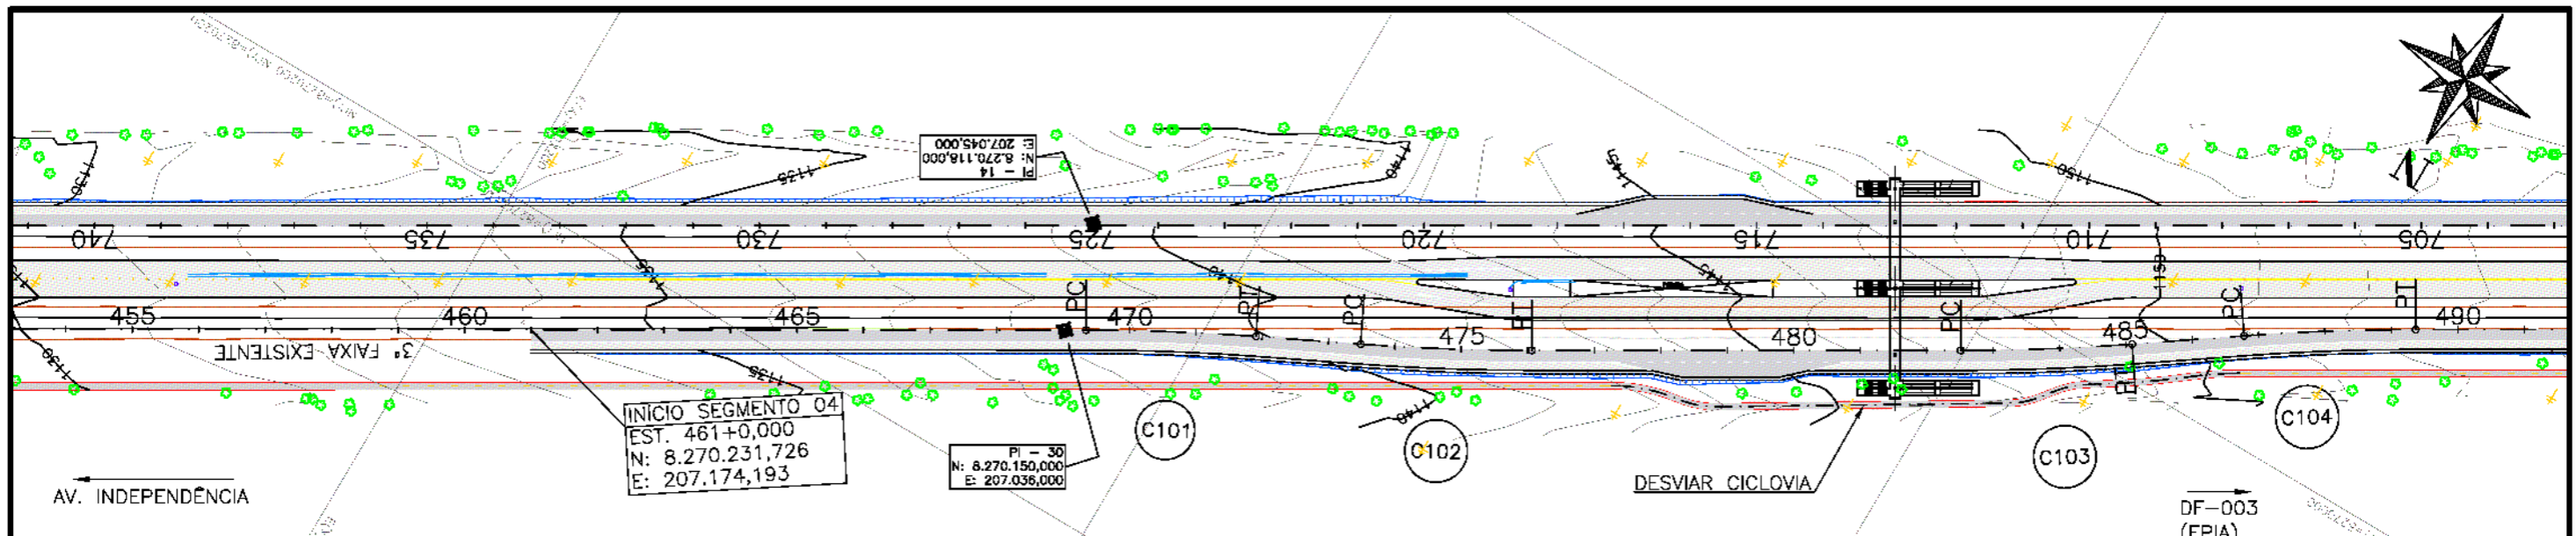 N
1130
1135
1140
1145
1150
PI - 14
N: 8.270.118,000
E: 207.045,000
740
735
730
725
720
715
710
705
1140
1145
PC
PT
PC
PT
PC
PT
PC
PT
455
460
465
470
475
480
485
490
3ª FAIXA EXISTENTE
1130
1135
1140
INÍCIO SEGMENTO 04
EST. 461+0,000
N: 8.270.231,726
E: 207.174,193
PI - 30
N: 8.270.150,000
E: 207.036,000
C101
C102
C103
C104
DESVIAR CICLOVIA
AV. INDEPENDÊNCIA
DF-003
(EPIA)